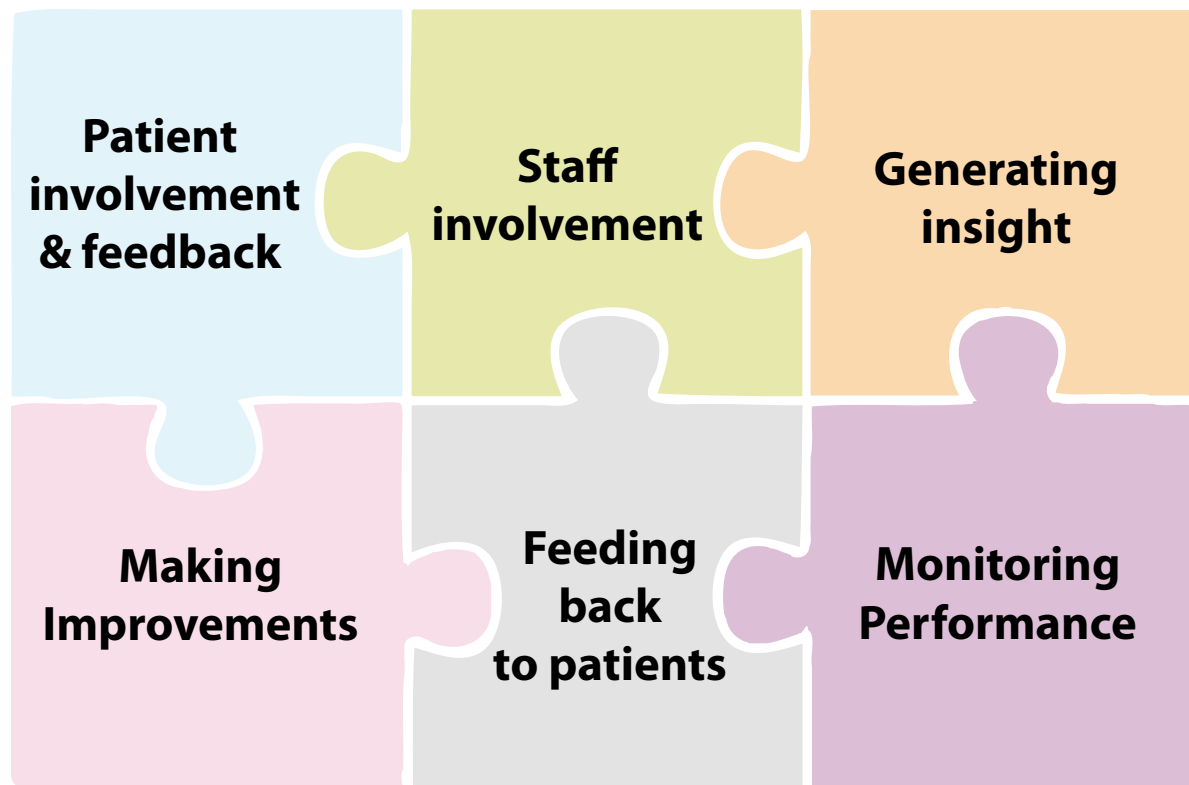 Patient
involvement
& feedback
Staff
involvement
Generating
insight
Making
Improvements
Feeding
back
to patients
Monitoring
Performance